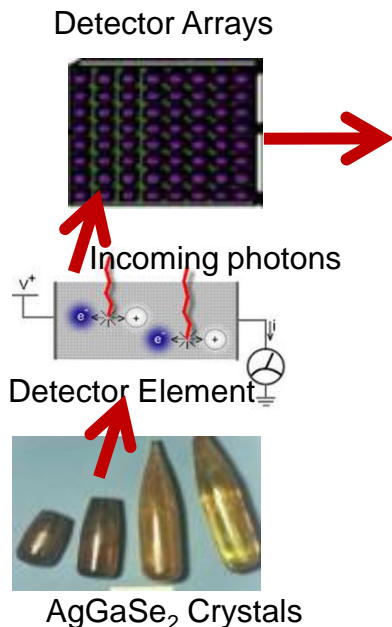 Detector Arrays
Incoming photons
V⁺
e⁻ +
e⁻ +
i
Detector Element
AgGaSe₂ Crystals